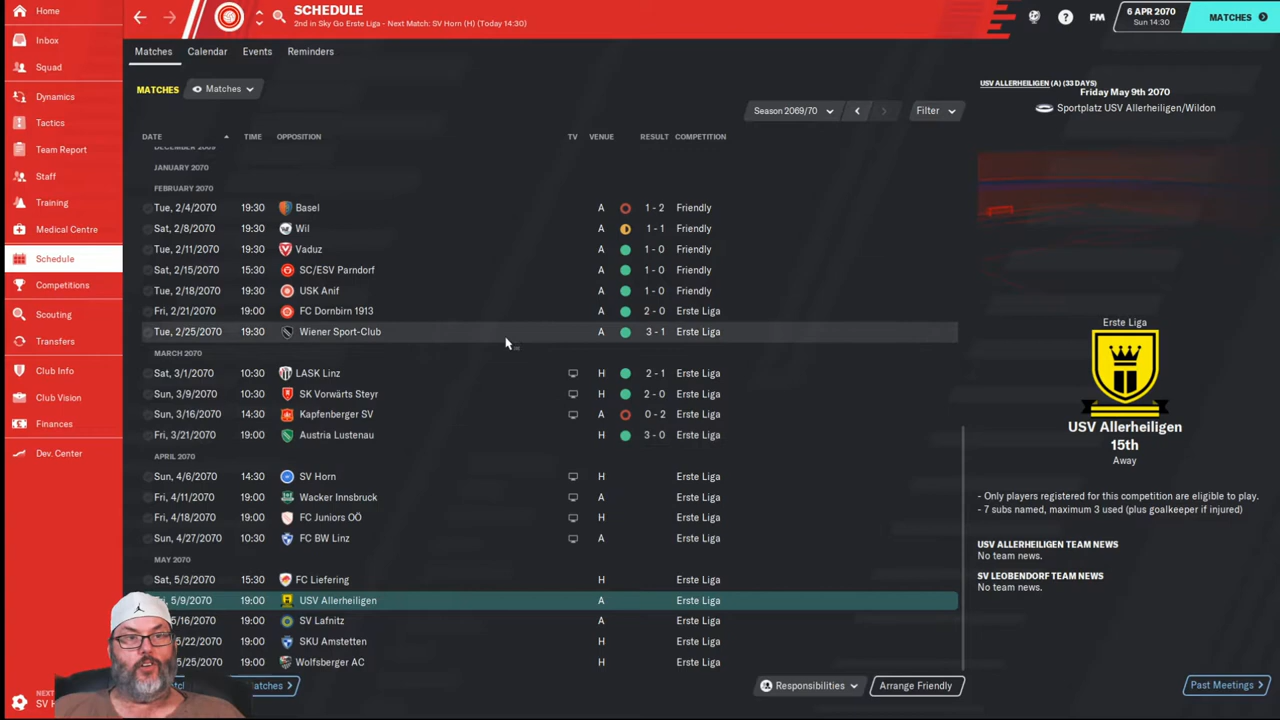 Home
SCHEDULE
2nd in Sky Go Erste Liga - Next Match: SV Horn (H) (Today 14:30)
FM
6 APR 2070
Sun 14:30
MATCHES
Inbox
Squad
Dynamics
Tactics
Team Report
Staff
Training
Medical Centre
Schedule
Competitions
Scouting
Transfers
Club Info
Club Vision
Finances
Dev. Center
Matches Calendar Events Reminders
MATCHES Matches
Season 2069/70 Filter
DATE TIME OPPOSITION TV VENUE RESULT COMPETITION
DECEMBER 2069
JANUARY 2070
FEBRUARY 2070
Tue, 2/4/2070 19:30 Basel A 1 - 2 Friendly
Sat, 2/8/2070 19:30 Wil A 1 - 1 Friendly
Tue, 2/11/2070 19:30 Vaduz A 1 - 0 Friendly
Sat, 2/15/2070 15:30 SC/ESV Parndorf A 1 - 0 Friendly
Tue, 2/18/2070 19:30 USK Anif A 1 - 0 Friendly
Fri, 2/21/2070 19:00 FC Dornbirn 1913 A 2 - 0 Erste Liga
Tue, 2/25/2070 19:30 Wiener Sport-Club A 3 - 1 Erste Liga
MARCH 2070
Sat, 3/1/2070 10:30 LASK Linz H 2 - 1 Erste Liga
Sun, 3/9/2070 10:30 SK Vorwärts Steyr H 2 - 0 Erste Liga
Sun, 3/16/2070 14:30 Kapfenberger SV A 0 - 2 Erste Liga
Fri, 3/21/2070 19:00 Austria Lustenau H 3 - 0 Erste Liga
APRIL 2070
Sun, 4/6/2070 14:30 SV Horn H Erste Liga
Fri, 4/11/2070 19:00 Wacker Innsbruck A Erste Liga
Fri, 4/18/2070 19:00 FC Juniors OÖ H Erste Liga
Sun, 4/27/2070 10:30 FC BW Linz A Erste Liga
MAY 2070
Sat, 5/3/2070 15:30 FC Liefering H Erste Liga
5/9/2070 19:00 USV Allerheiligen A Erste Liga
5/16/2070 19:00 SV Lafnitz A Erste Liga
5/22/2070 19:00 SKU Amstetten H Erste Liga
5/25/2070 19:00 Wolfsberger AC H Erste Liga
Responsibilities Arrange Friendly
USV ALLERHEILIGEN (A) (33 DAYS)
Friday May 9th 2070
Sportplatz USV Allerheiligen/Wildon
Erste Liga
USV Allerheiligen
15th
Away
- Only players registered for this competition are eligible to play.
- 7 subs named, maximum 3 used (plus goalkeeper if injured)
USV ALLERHEILIGEN TEAM NEWS
No team news.
SV LEOBENDORF TEAM NEWS
No team news.
Past Meetings